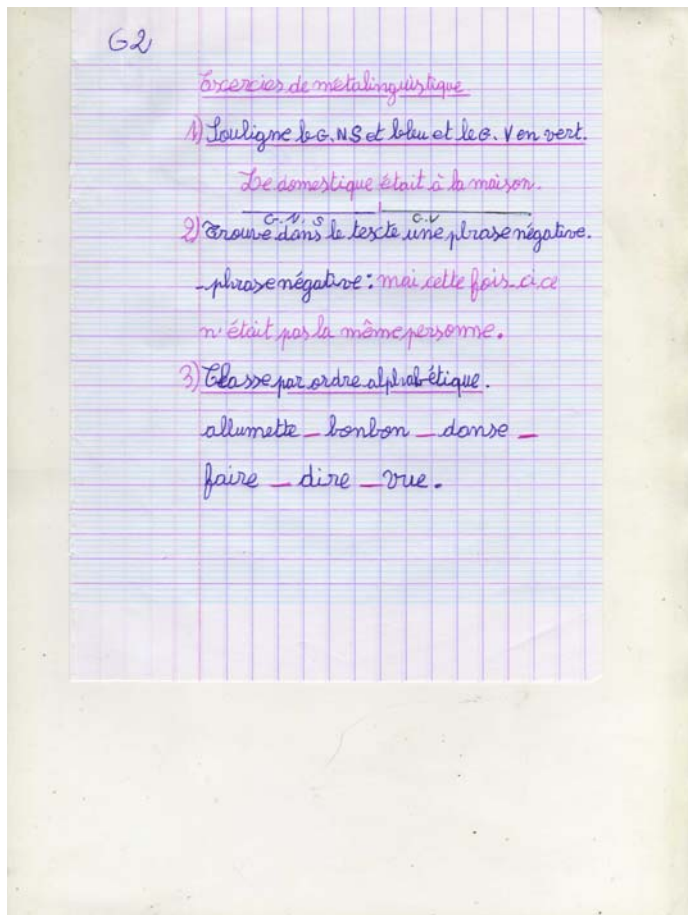 G2
Excercies de métalinguistique
1) Souligne le G. N S et bleu et le G. V en vert.
Le domestique était à la maison.
G. N. S G.V
2) Trouve dans le texcte une phrase négative.
- phrase négative : mai cette fois-ci, ce
n'était pas la même personne.
3) Classe par ordre alphabétique.
allumette _ bonbon _ danse _
faire _ dire _ vue.